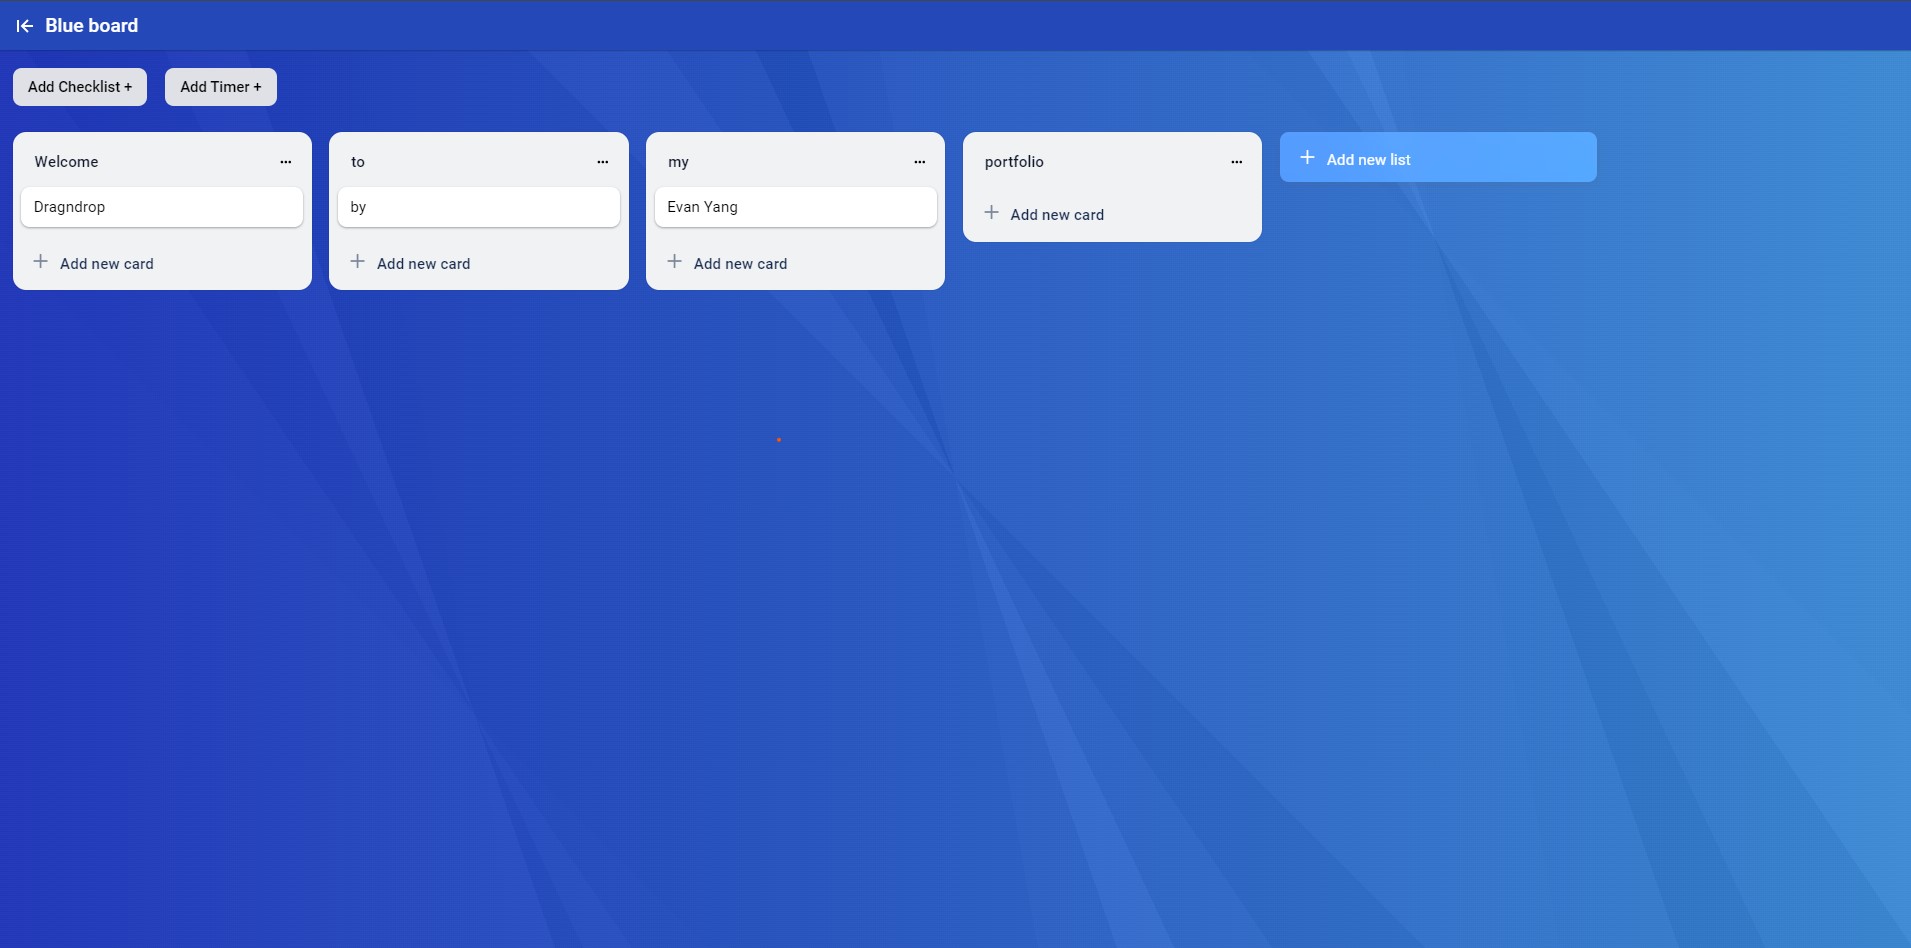 Blue board
Add Checklist +
Add Timer +
Welcome
Dragndrop
Add new card
to
by
Add new card
my
Evan Yang
Add new card
portfolio
Add new card
Add new list